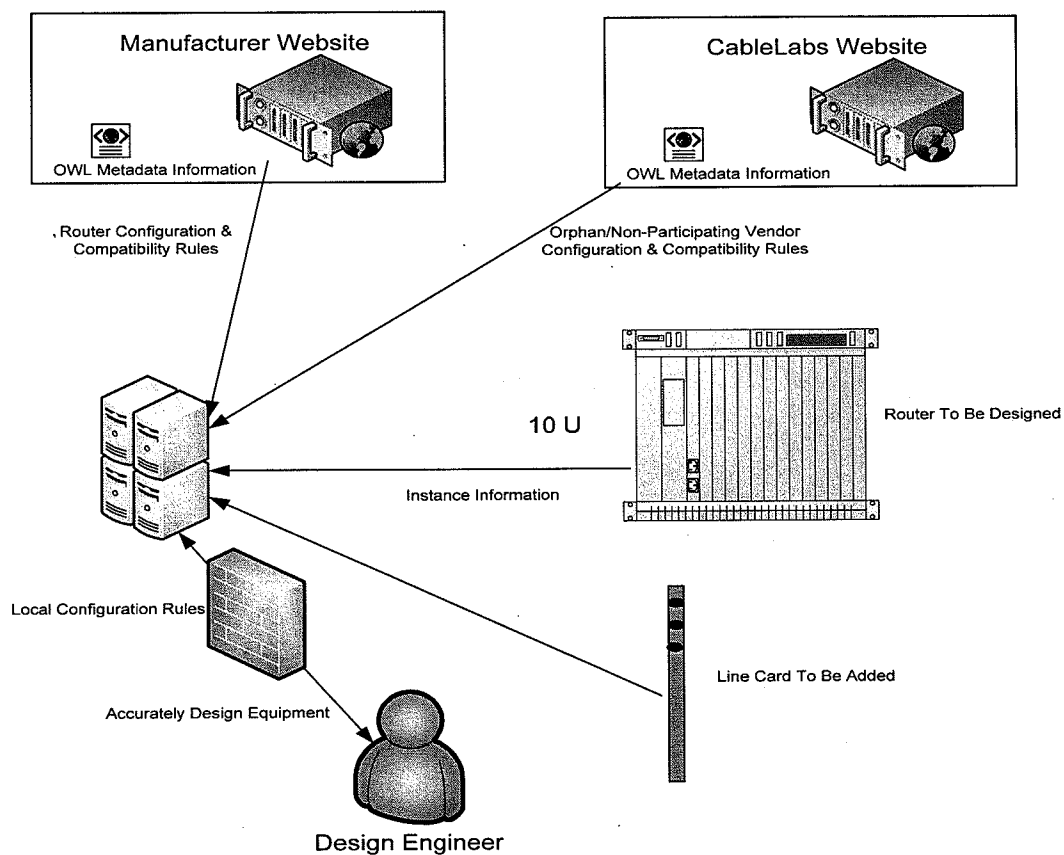 Manufacturer Website
CableLabs Website
OWL Metadata Information
OWL Metadata Information
Router Configuration &
Compatibility Rules
Orphan/Non-Participating Vendor
Configuration & Compatibility Rules
10 U
Router To Be Designed
Instance Information
Local Configuration Rules
Line Card To Be Added
Accurately Design Equipment
Design Engineer